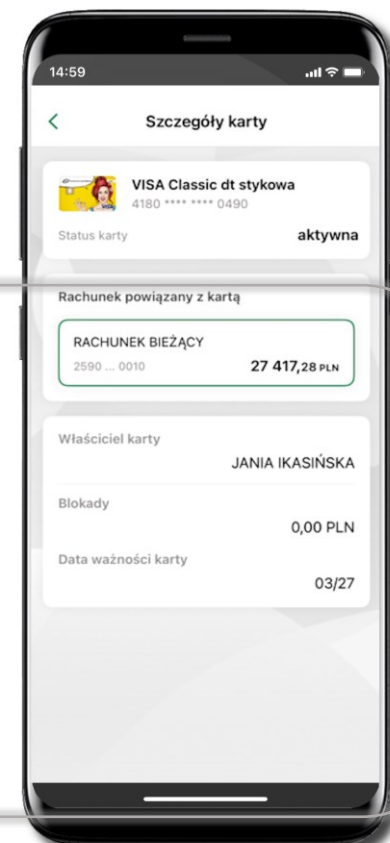 14:59
Szczegóły karty
VISA Classic dt stykowa
4180 **** **** 0490
Status karty aktywna
Rachunek powiązany z kartą
RACHUNEK BIEŻĄCY
2590 ... 0010 27 417,28 PLN
Właściciel karty
JANIA IKASIŃSKA
Blokady
0,00 PLN
Data ważności karty
03/27